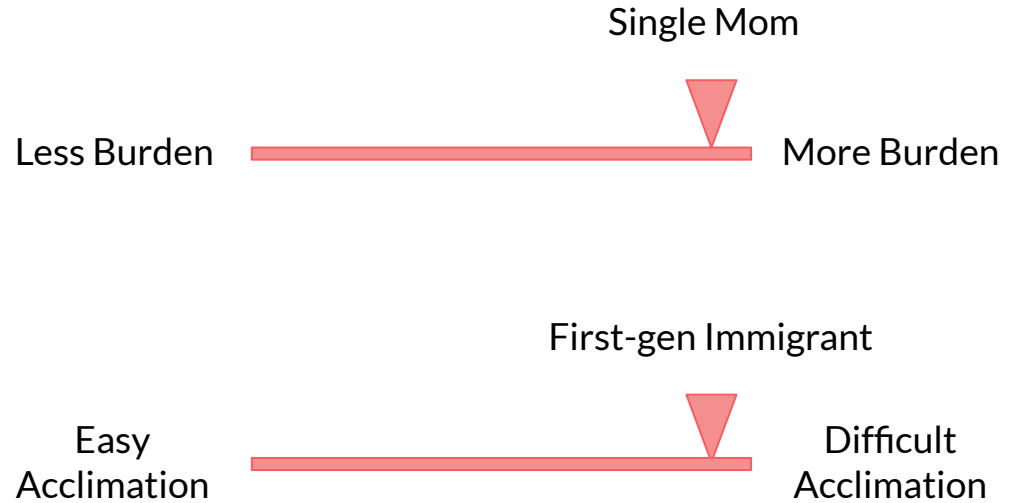 Single Mom
Less Burden
More Burden
First-gen Immigrant
Easy
Acclimation
Difficult
Acclimation